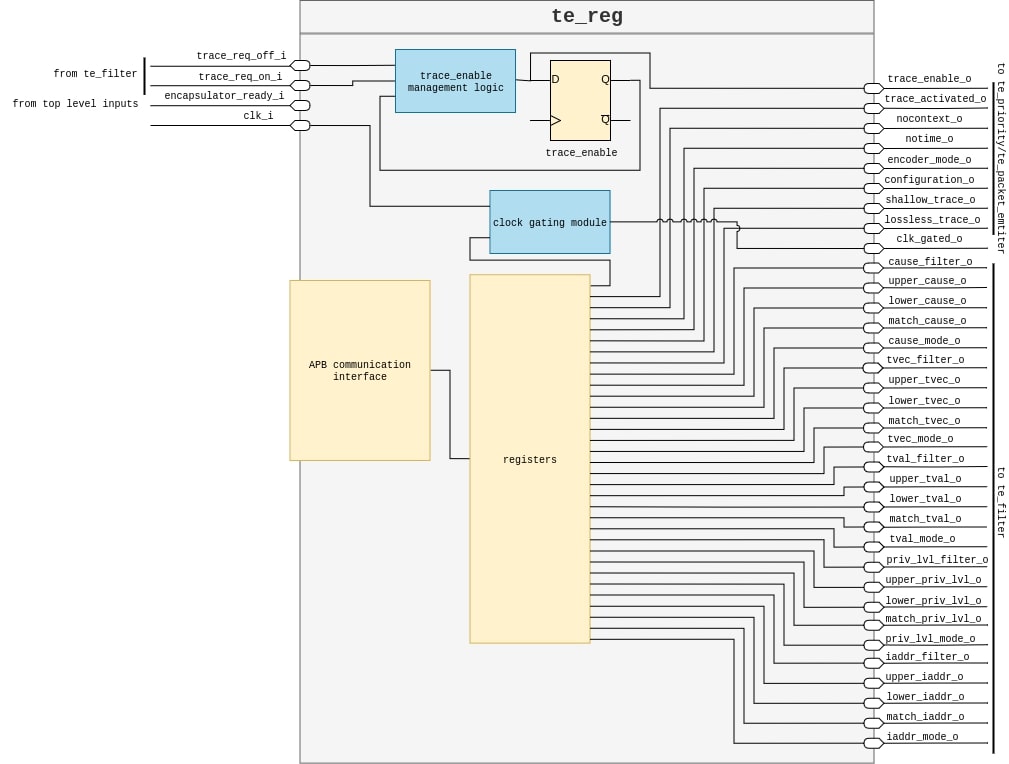 te_reg
trace_req_off_i
from te_filter
trace_req_on_i
encapsulator_ready_i
from top level inputs
clk_i
trace_enable
management logic
D
Q
Q
trace_enable
clock gating module
APB communication
interface
registers
trace_enable_o
trace_activated_o
nocontext_o
notime_o
encoder_mode_o
configuration_o
shallow_trace_o
lossless_trace_o
clk_gated_o
to te_priority/te_packet_emtiter
cause_filter_o
upper_cause_o
lower_cause_o
match_cause_o
cause_mode_o
tvec_filter_o
upper_tvec_o
lower_tvec_o
match_tvec_o
tvec_mode_o
tval_filter_o
upper_tval_o
lower_tval_o
match_tval_o
tval_mode_o
priv_lvl_filter_o
upper_priv_lvl_o
lower_priv_lvl_o
match_priv_lvl_o
priv_lvl_mode_o
iaddr_filter_o
upper_iaddr_o
lower_iaddr_o
match_iaddr_o
iaddr_mode_o
to te_filter